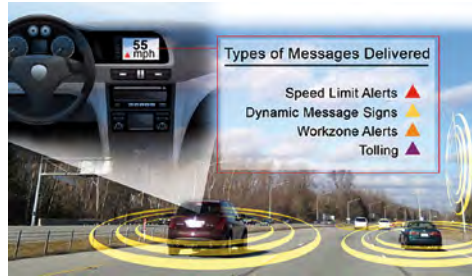 55
mph
Types of Messages Delivered
Speed Limit Alerts
Dynamic Message Signs
Workzone Alerts
Tolling